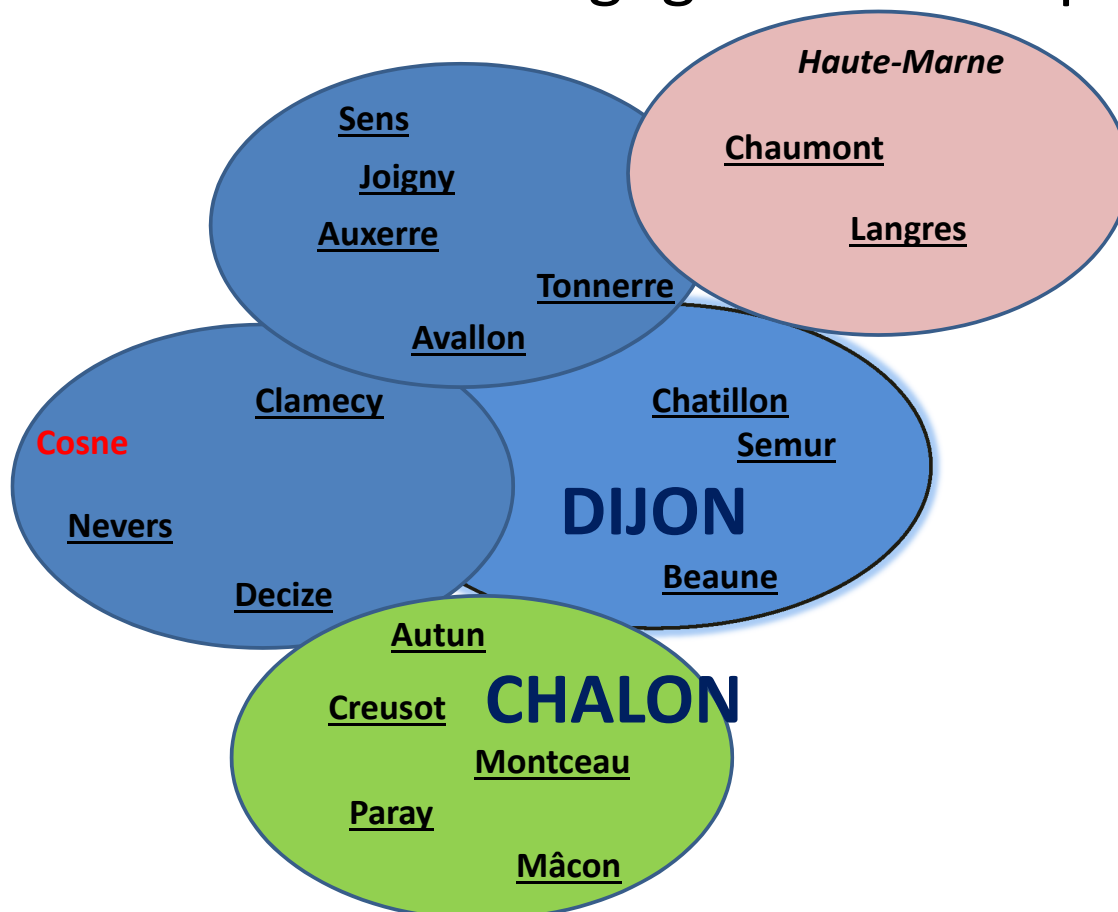 Haute-Marne
Sens
Chaumont
Joigny
Langres
Auxerre
Tonnerre
Avallon
Clamecy
Chatillon
Cosne
Semur
DIJON
Nevers
Beaune
Decize
Autun
CHALON
Creusot
Montceau
Paray
Mâcon